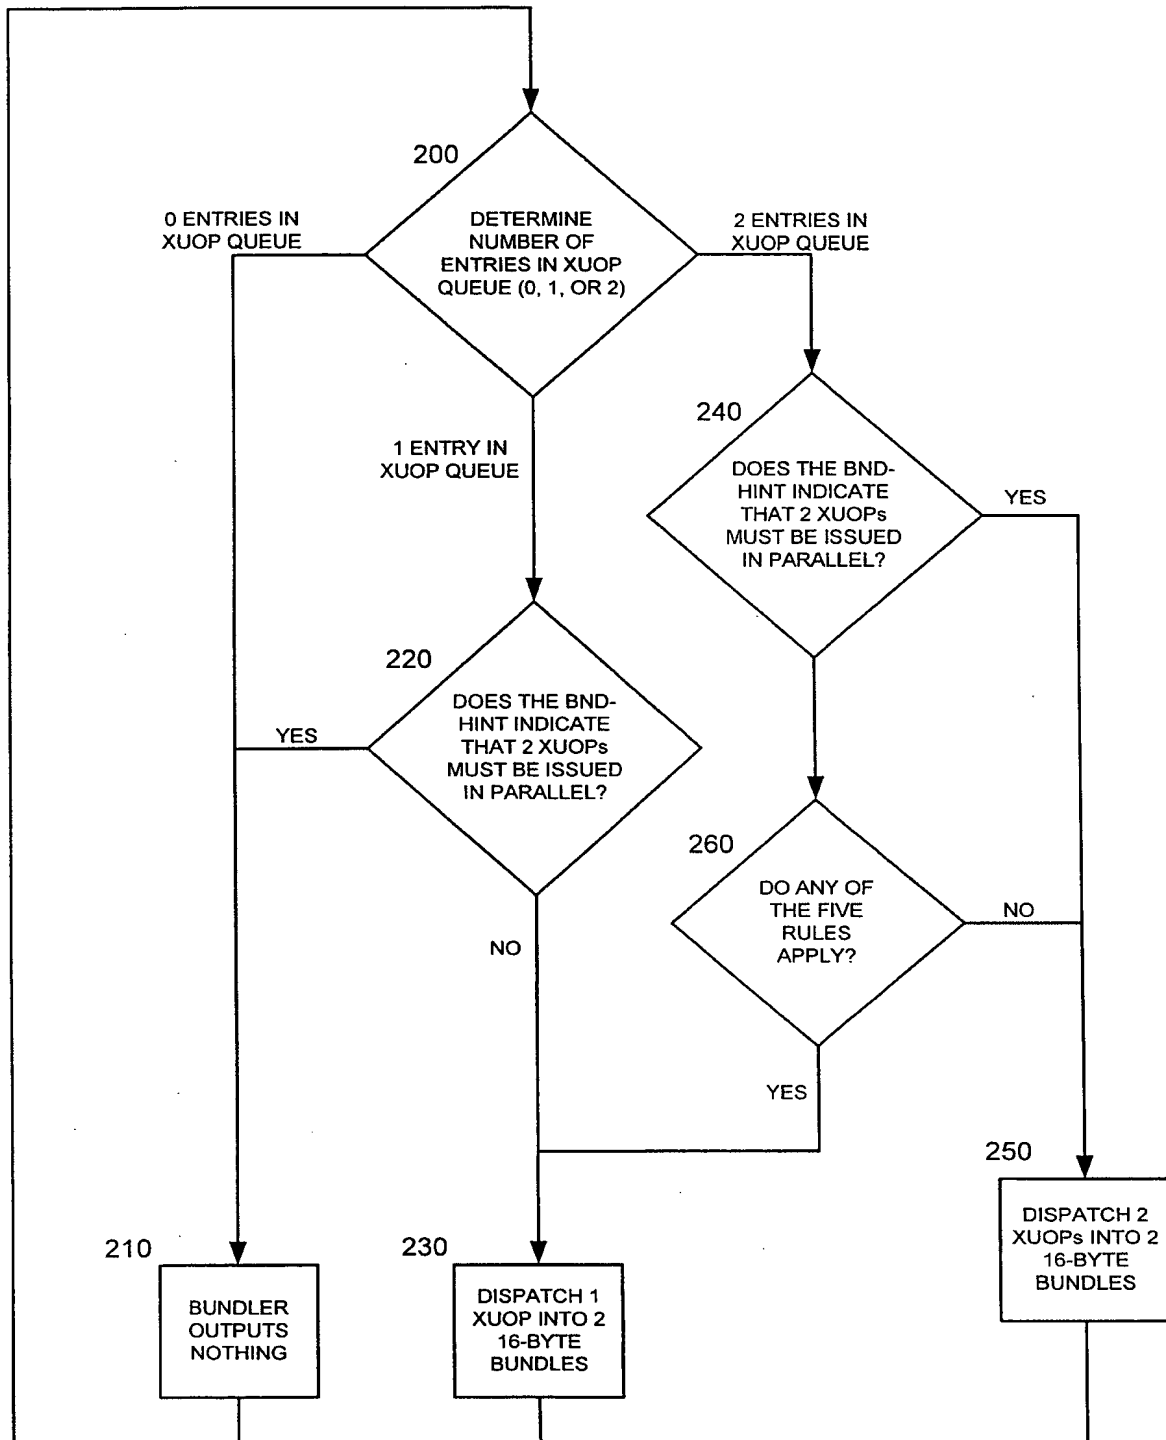 200
DETERMINE
NUMBER OF
ENTRIES IN XUOP
QUEUE (0, 1, OR 2)
0 ENTRIES IN
XUOP QUEUE
2 ENTRIES IN
XUOP QUEUE
1 ENTRY IN
XUOP QUEUE
240
DOES THE BND-
HINT INDICATE
THAT 2 XUOPs
MUST BE ISSUED
IN PARALLEL?
YES
220
DOES THE BND-
HINT INDICATE
THAT 2 XUOPs
MUST BE ISSUED
IN PARALLEL?
YES
NO
260
DO ANY OF
THE FIVE
RULES
APPLY?
NO
YES
210
BUNDLER
OUTPUTS
NOTHING
230
DISPATCH 1
XUOP INTO 2
16-BYTE
BUNDLES
250
DISPATCH 2
XUOPs INTO 2
16-BYTE
BUNDLES